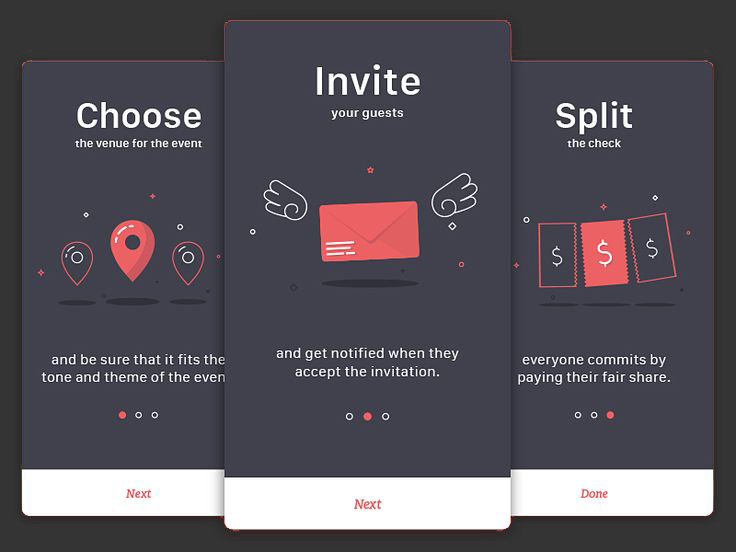 Choose
the venue for the event
and be sure that it fits the
tone and theme of the even
Next
Invite
your guests
$
and get notified when they
accept the invitation.
Next
Split
the check
$ $ $
everyone commits by
paying their fair share.
Done